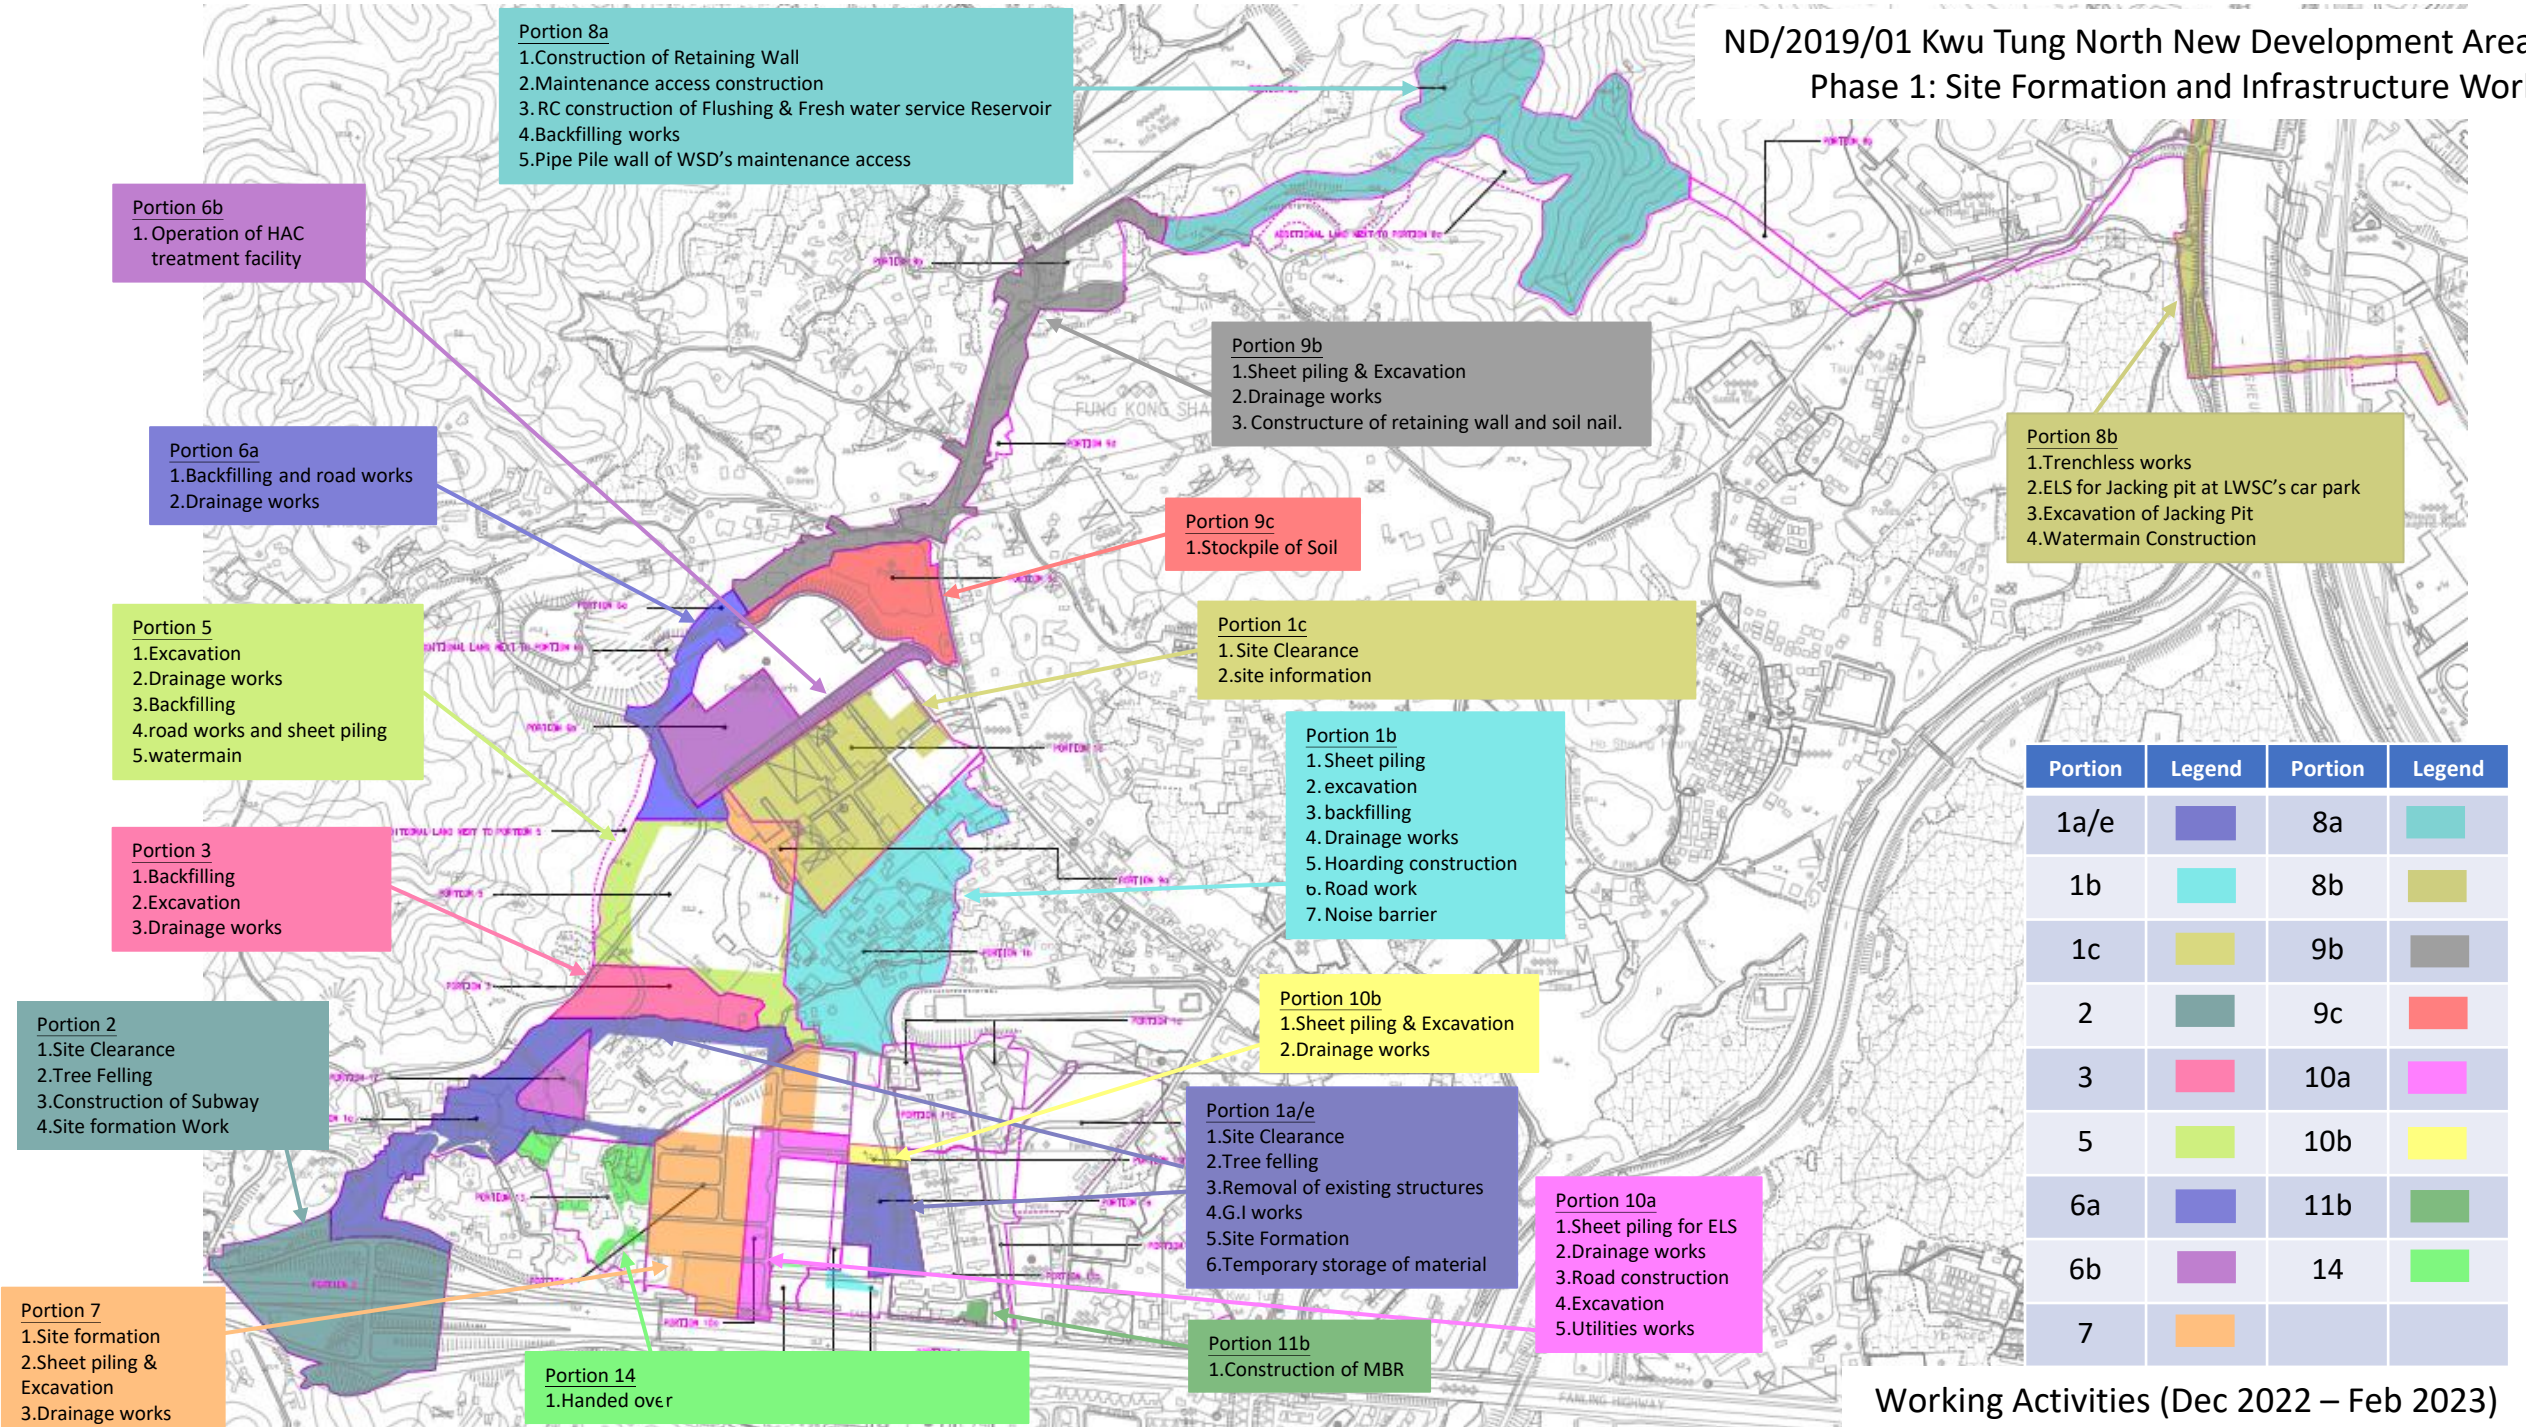 ND/2019/01 Kwu Tung North New Development Area
Phase 1: Site Formation and Infrastructure Wor
Portion 8a
1.Construction of Retaining Wall
2.Maintenance access construction
3. RC construction of Flushing & Fresh water service Reservoir
4.Backfilling works
5.Pipe Pile wall of WSD's maintenance access
Portion 6b
1. Operation of HAC
treatment facility
Portion 9b
1.Sheet piling & Excavation
2.Drainage works
3. Constructure of retaining wall and soil nail.
Portion 6a
1.Backfilling and road works
2.Drainage works
Portion 8b
1.Trenchless works
2.ELS for Jacking pit at LWSC's car park
3.Excavation of Jacking Pit
4.Watermain Construction
Portion 9c
1.Stockpile of Soil
Portion 5
1.Excavation
2.Drainage works
3.Backfilling
4.road works and sheet piling
5.watermain
Portion 1c
1. Site Clearance
2.site information
Portion 1b
1. Sheet piling
2. excavation
3. backfilling
4. Drainage works
5. Hoarding construction
6. Road work
7. Noise barrier
Portion 3
1.Backfilling
2.Excavation
3.Drainage works
Portion 10b
1.Sheet piling & Excavation
2.Drainage works
Portion 2
1.Site Clearance
2.Tree Felling
3.Construction of Subway
4.Site formation Work
Portion 1a/e
1.Site Clearance
2.Tree felling
3.Removal of existing structures
4.G.I works
5.Site Formation
6.Temporary storage of material
Portion 10a
1.Sheet piling for ELS
2.Drainage works
3.Road construction
4.Excavation
5.Utilities works
Portion 7
1.Site formation
2.Sheet piling &
Excavation
3.Drainage works
Portion 14
1.Handed over
Portion 11b
1.Construction of MBR
Portion Legend Portion Legend
1a/e 8a
1b 8b
1c 9b
2 9c
3 10a
5 10b
6a 11b
6b 14
7
Working Activities (Dec 2022 – Feb 2023)
ADDITIONAL LAND NEXT TO PORTION
FUNG KONG SHA
PORTION 5
PORTION 3
FANLING HIGHWAY